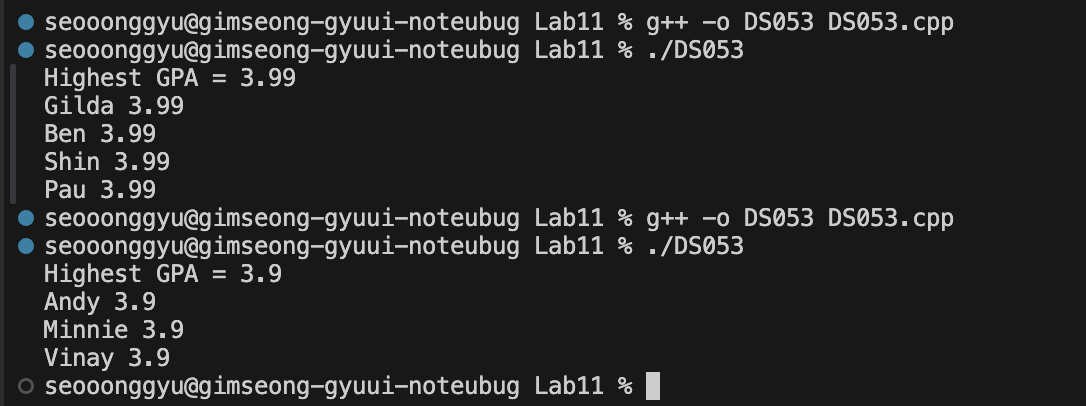 seooonggyu@gimseong-gyuui-noteubug Lab11 % g++ -o DS053 DS053.cpp
seooonggyu@gimseong-gyuui-noteubug Lab11 % ./DS053
Highest GPA = 3.99
Gilda 3.99
Ben 3.99
Shin 3.99
Pau 3.99
seooonggyu@gimseong-gyuui-noteubug Lab11 % g++ -o DS053 DS053.cpp
seooonggyu@gimseong-gyuui-noteubug Lab11 % ./DS053
Highest GPA = 3.9
Andy 3.9
Minnie 3.9
Vinay 3.9
seooonggyu@gimseong-gyuui-noteubug Lab11 %